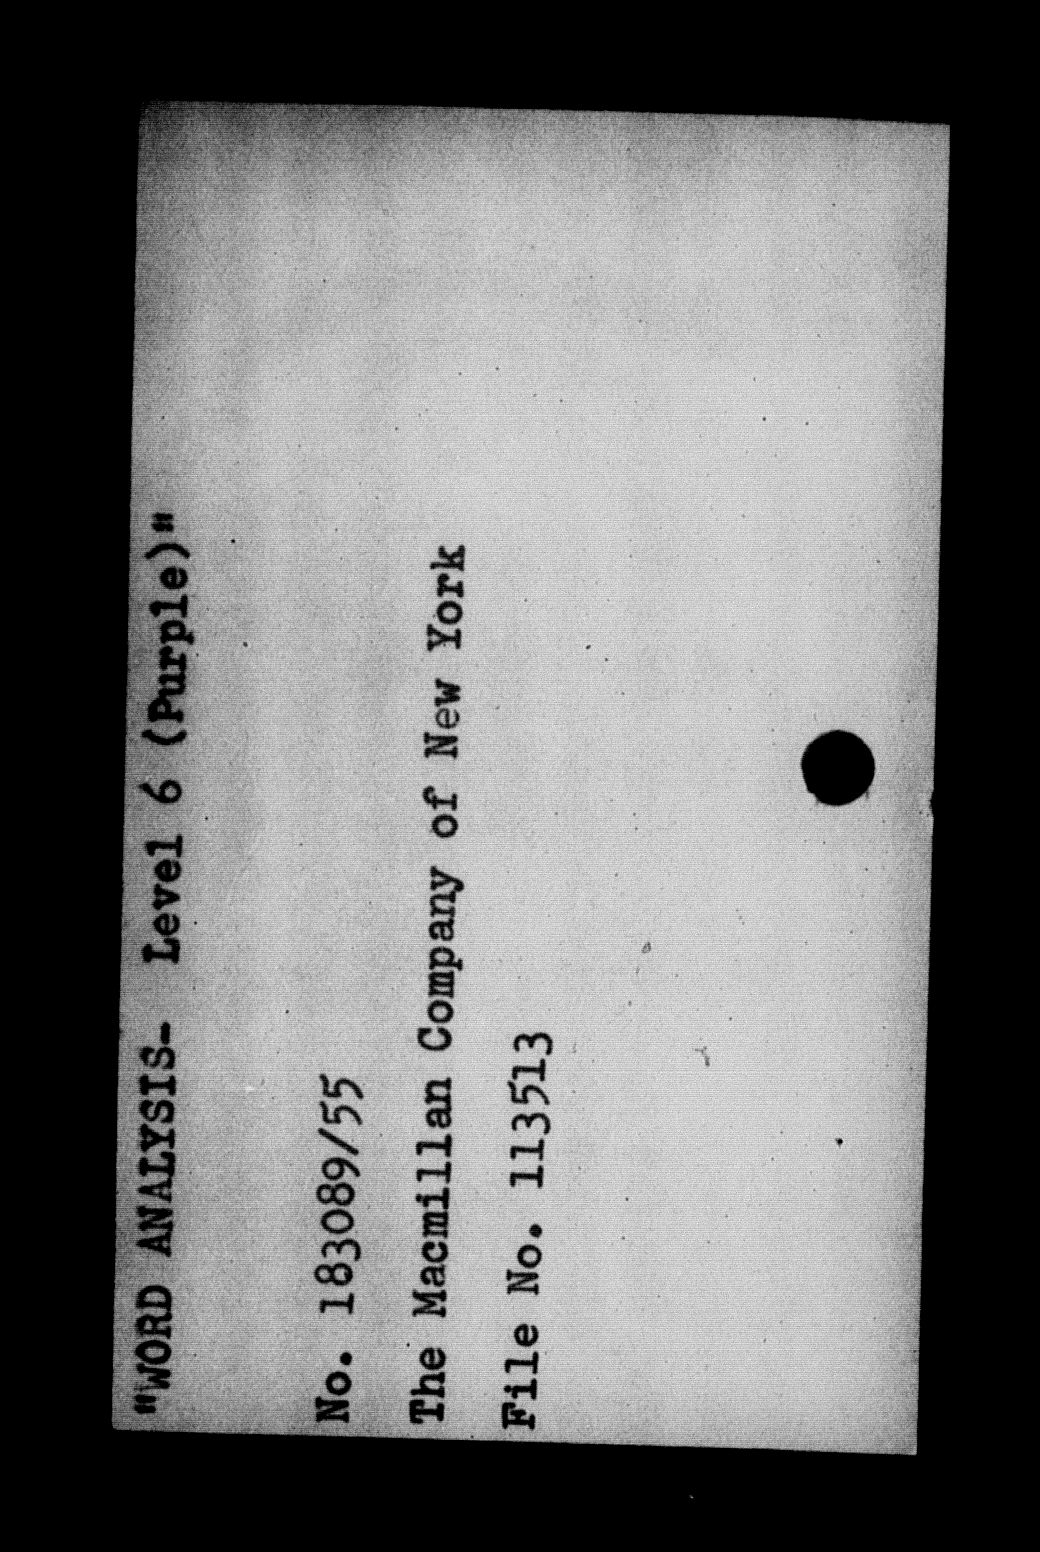 "WORD ANALYSIS- Level 6 (Purple)"
No. 183089/55
The Macmillan Company of New York
File No. 113513